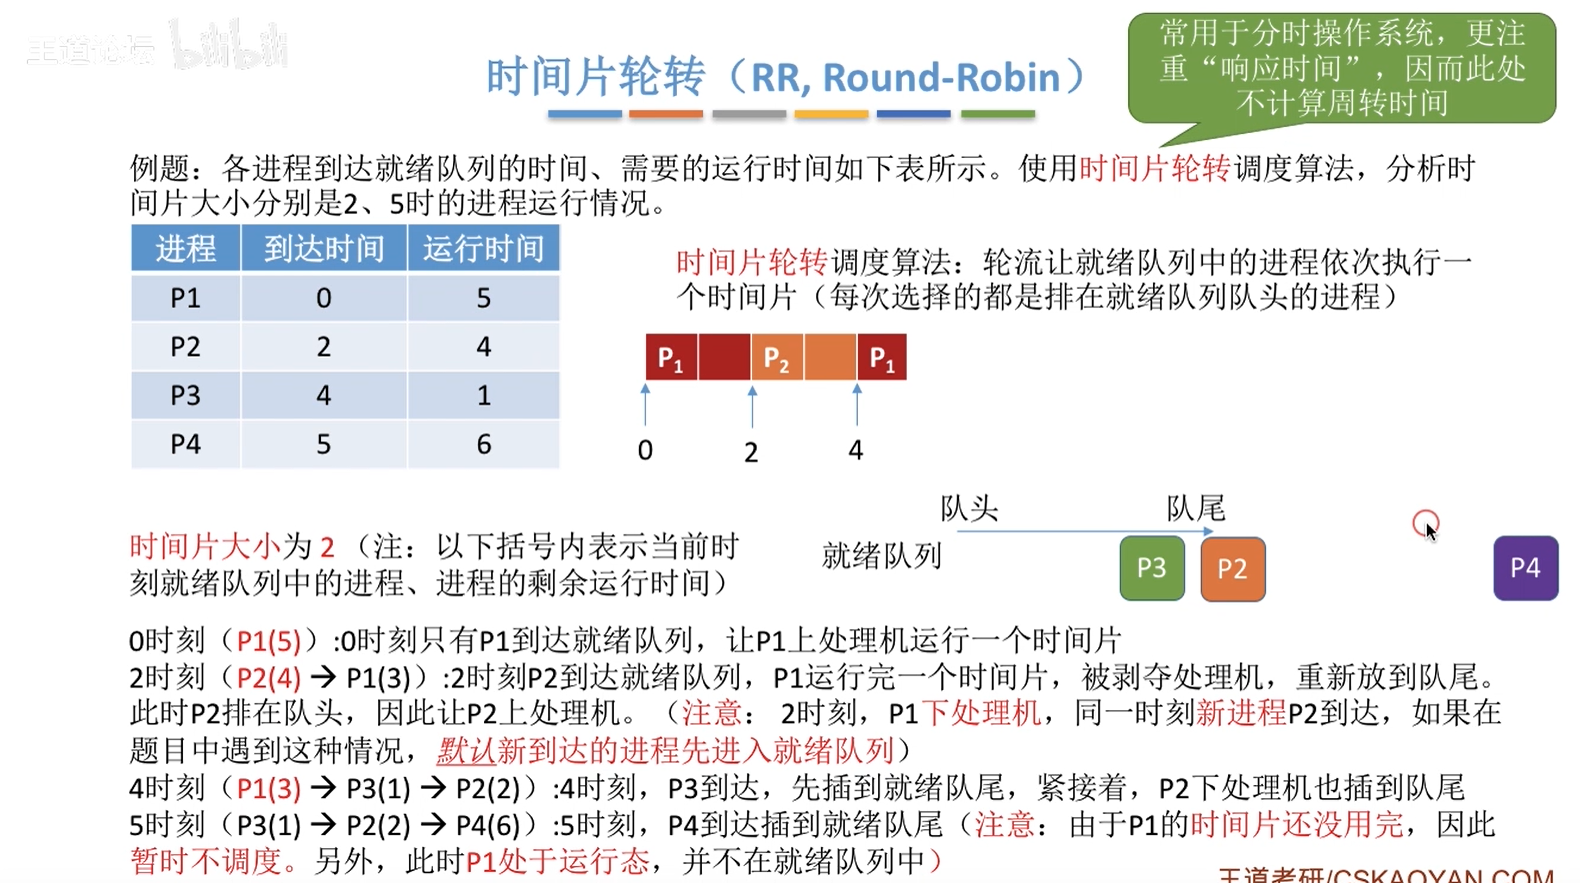 王道论坛 bilibili
常用于分时操作系统，更注
重“响应时间”，因而此处
不计算周转时间
时间片轮转（RR, Round-Robin）
例题：各进程到达就绪队列的时间、需要的运行时间如下表所示。使用时间片轮转调度算法，分析时
间片大小分别是2、5时的进程运行情况。
进程 到达时间 运行时间
P1 0 5
P2 2 4
P3 4 1
P4 5 6
时间片轮转调度算法：轮流让就绪队列中的进程依次执行一
个时间片（每次选择的都是排在就绪队列队头的进程）
P1 P2 P1
0 2 4
队头 队尾
就绪队列 P3 P2 P4
时间片大小为 2（注：以下括号内表示当前时
刻就绪队列中的进程、进程的剩余运行时间）
0时刻（P1(5)）:0时刻只有P1到达就绪队列，让P1上处理机运行一个时间片
2时刻（P2(4) → P1(3)）:2时刻P2到达就绪队列，P1运行完一个时间片，被剥夺处理机，重新放到队尾。
此时P2排在队头，因此让P2上处理机。（注意： 2时刻，P1下处理机，同一时刻新进程P2到达，如果在
题目中遇到这种情况，默认新到达的进程先进入就绪队列）
4时刻（P1(3) → P3(1) → P2(2)）:4时刻，P3到达，先插到就绪队尾，紧接着，P2下处理机也插到队尾
5时刻（P3(1) → P2(2) → P4(6)）:5时刻，P4到达插到就绪队尾（注意：由于P1的时间片还没用完，因此
暂时不调度。另外，此时P1处于运行态，并不在就绪队列中）
王道考研/CSKAOYAN.COM